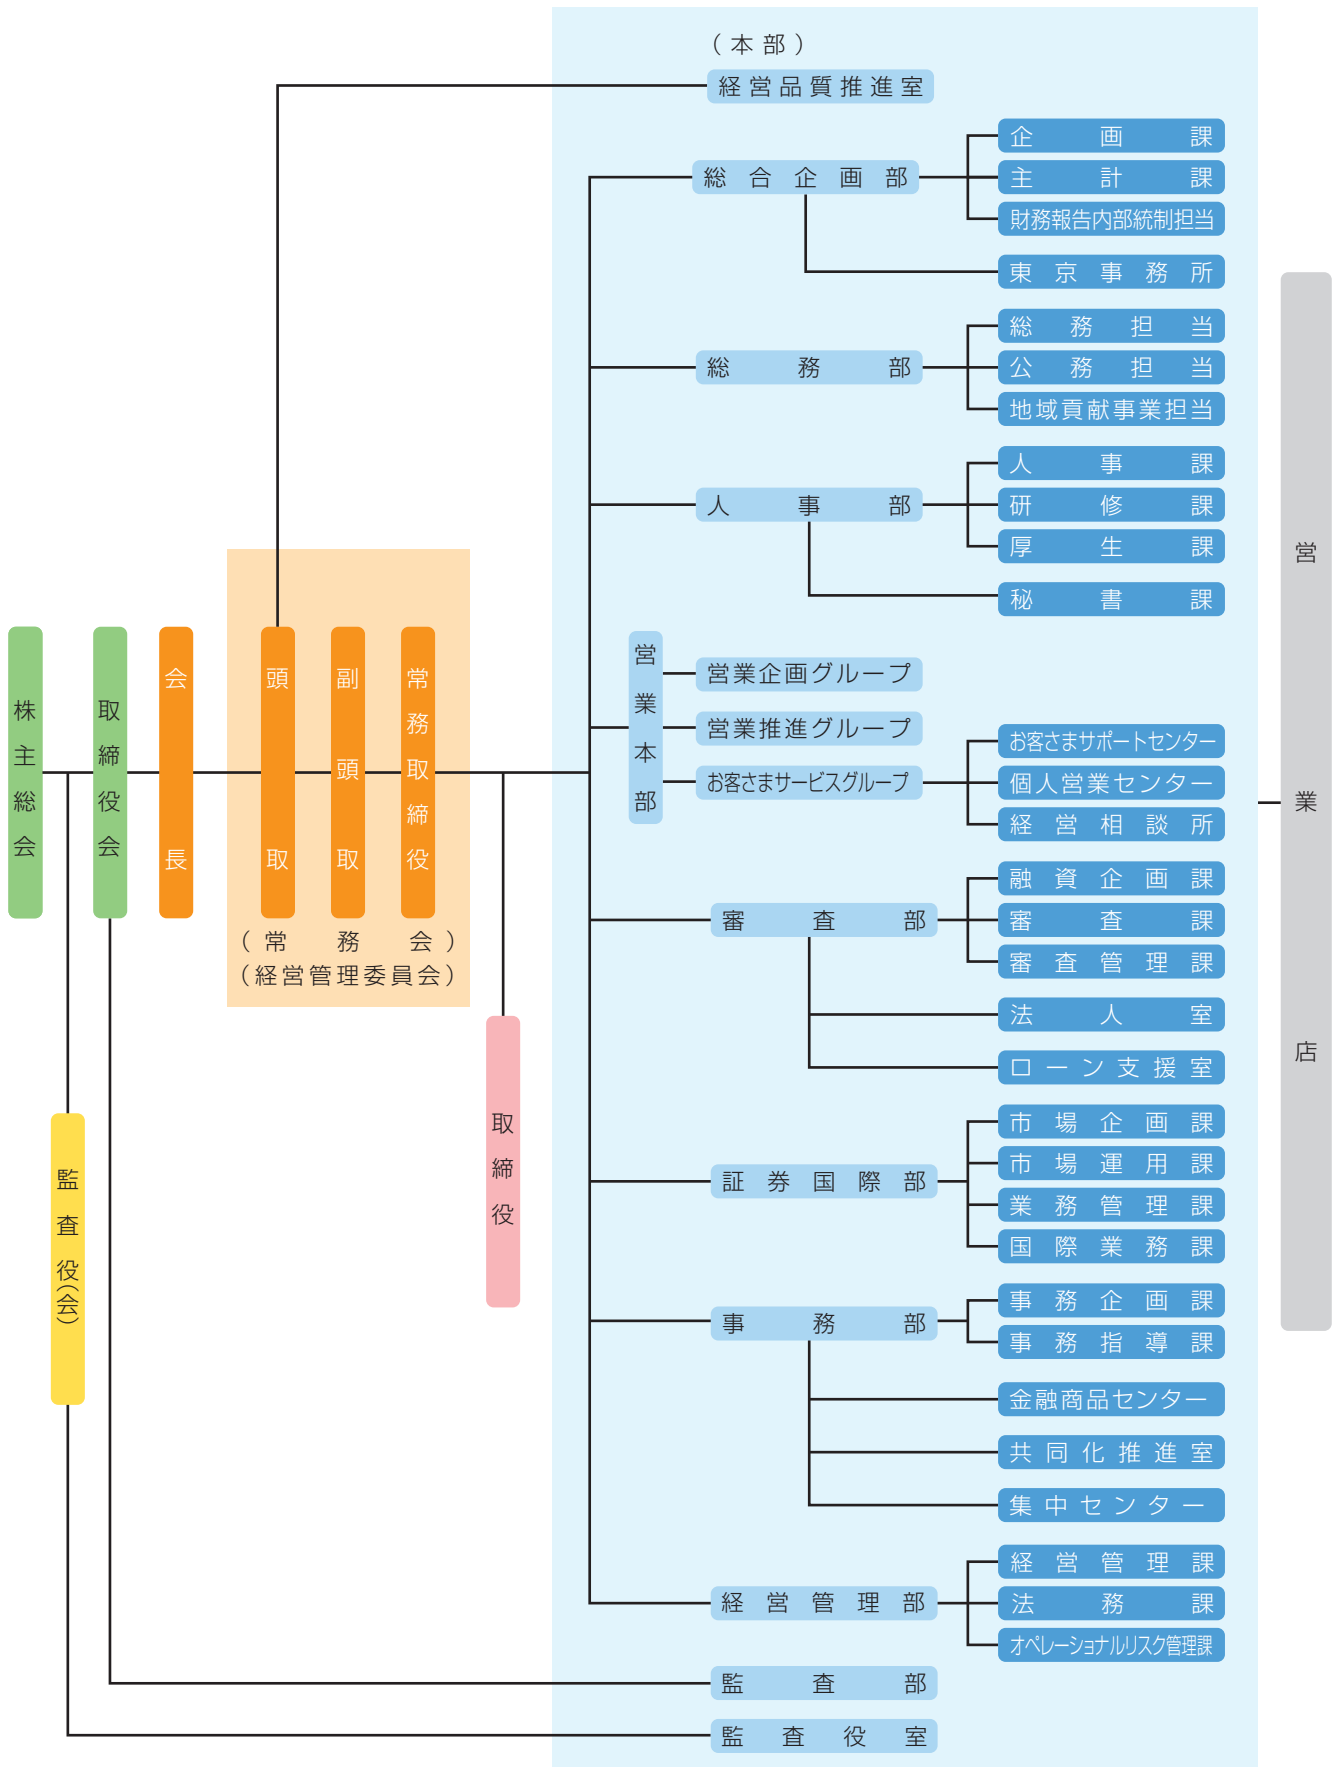 株主総会
取締役会
会長
頭取
副頭取
常務取締役
（常務会）
（経営管理委員会）
取締役
監査役（会）
（本部）
経営品質推進室
総合企画部
企画課
主計課
財務報告内部統制担当
東京事務所
総務部
総務担当
公務担当
地域貢献事業担当
人事部
人事課
研修課
厚生課
秘書課
営業本部
営業企画グループ
営業推進グループ
お客さまサービスグループ
お客さまサポートセンター
個人営業センター
経営相談所
審査部
融資企画課
審査課
審査管理課
法人室
ローン支援室
証券国際部
市場企画課
市場運用課
業務管理課
国際業務課
事務部
事務企画課
事務指導課
金融商品センター
共同化推進室
集中センター
経営管理部
経営管理課
法務課
オペレーショナルリスク管理課
監査部
監査役室
営業店